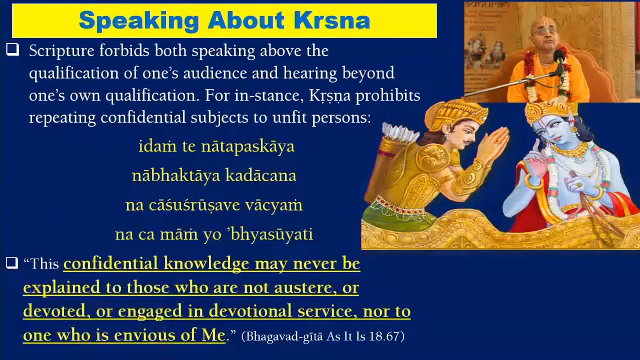 Speaking About Krsna
Scripture forbids both speaking above the
qualification of one's audience and hearing beyond
one's own qualification. For in-stance, Kṛṣṇa prohibits
repeating confidential subjects to unfit persons:
idaṁ te nātapaskāya
nābhaktāya kadācana
na cāśuśrūṣave vācyaṁ
na ca māṁ yo 'bhyasūyati
"This confidential knowledge may never be
explained to those who are not austere, or
devoted, or engaged in devotional service, nor to
one who is envious of Me." (Bhagavad-gītā As It Is 18.67)